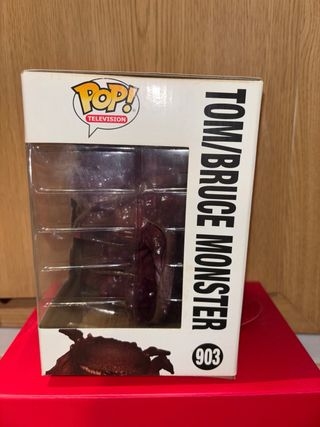 POP!
TELEVISION
TOM/BRUCE MONSTER
903